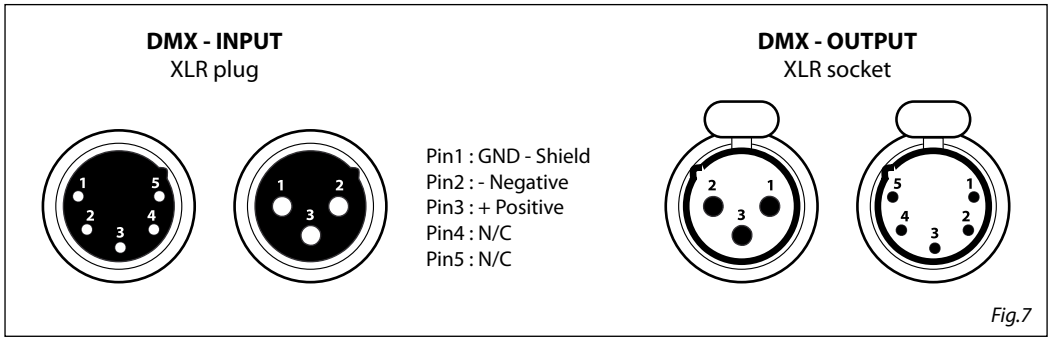 DMX - INPUT
XLR plug
1 5
2 4
3
1 2
3
Pin1 : GND - Shield
Pin2 : - Negative
Pin3 : + Positive
Pin4 : N/C
Pin5 : N/C
DMX - OUTPUT
XLR socket
2 1
3
5 1
4 2
3
Fig.7